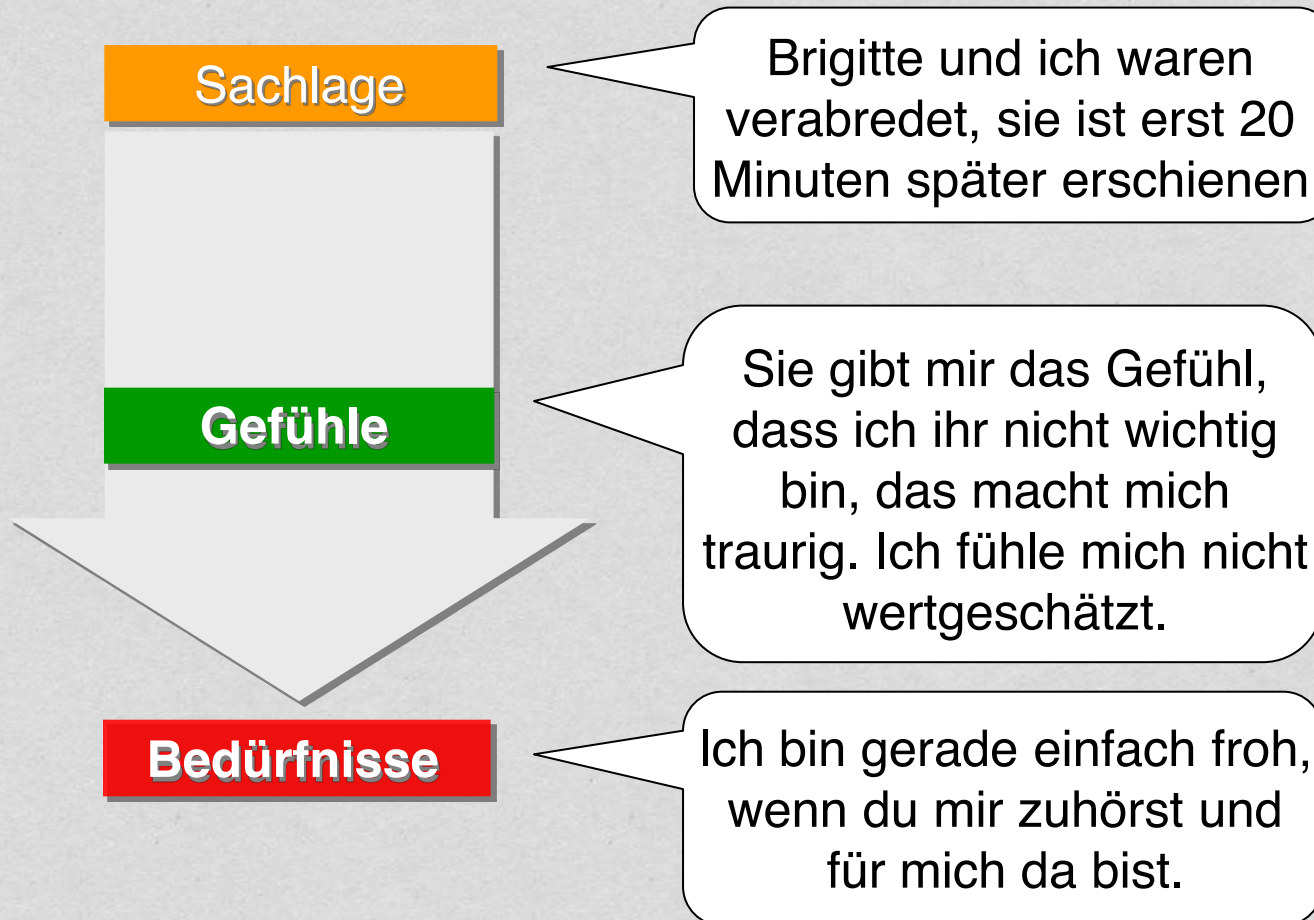 Sachlage
Brigitte und ich waren
verabredet, sie ist erst 20
Minuten später erschienen
Gefühle
Sie gibt mir das Gefühl,
dass ich ihr nicht wichtig
bin, das macht mich
traurig. Ich fühle mich nicht
wertgeschätzt.
Bedürfnisse
Ich bin gerade einfach froh,
wenn du mir zuhörst und
für mich da bist.